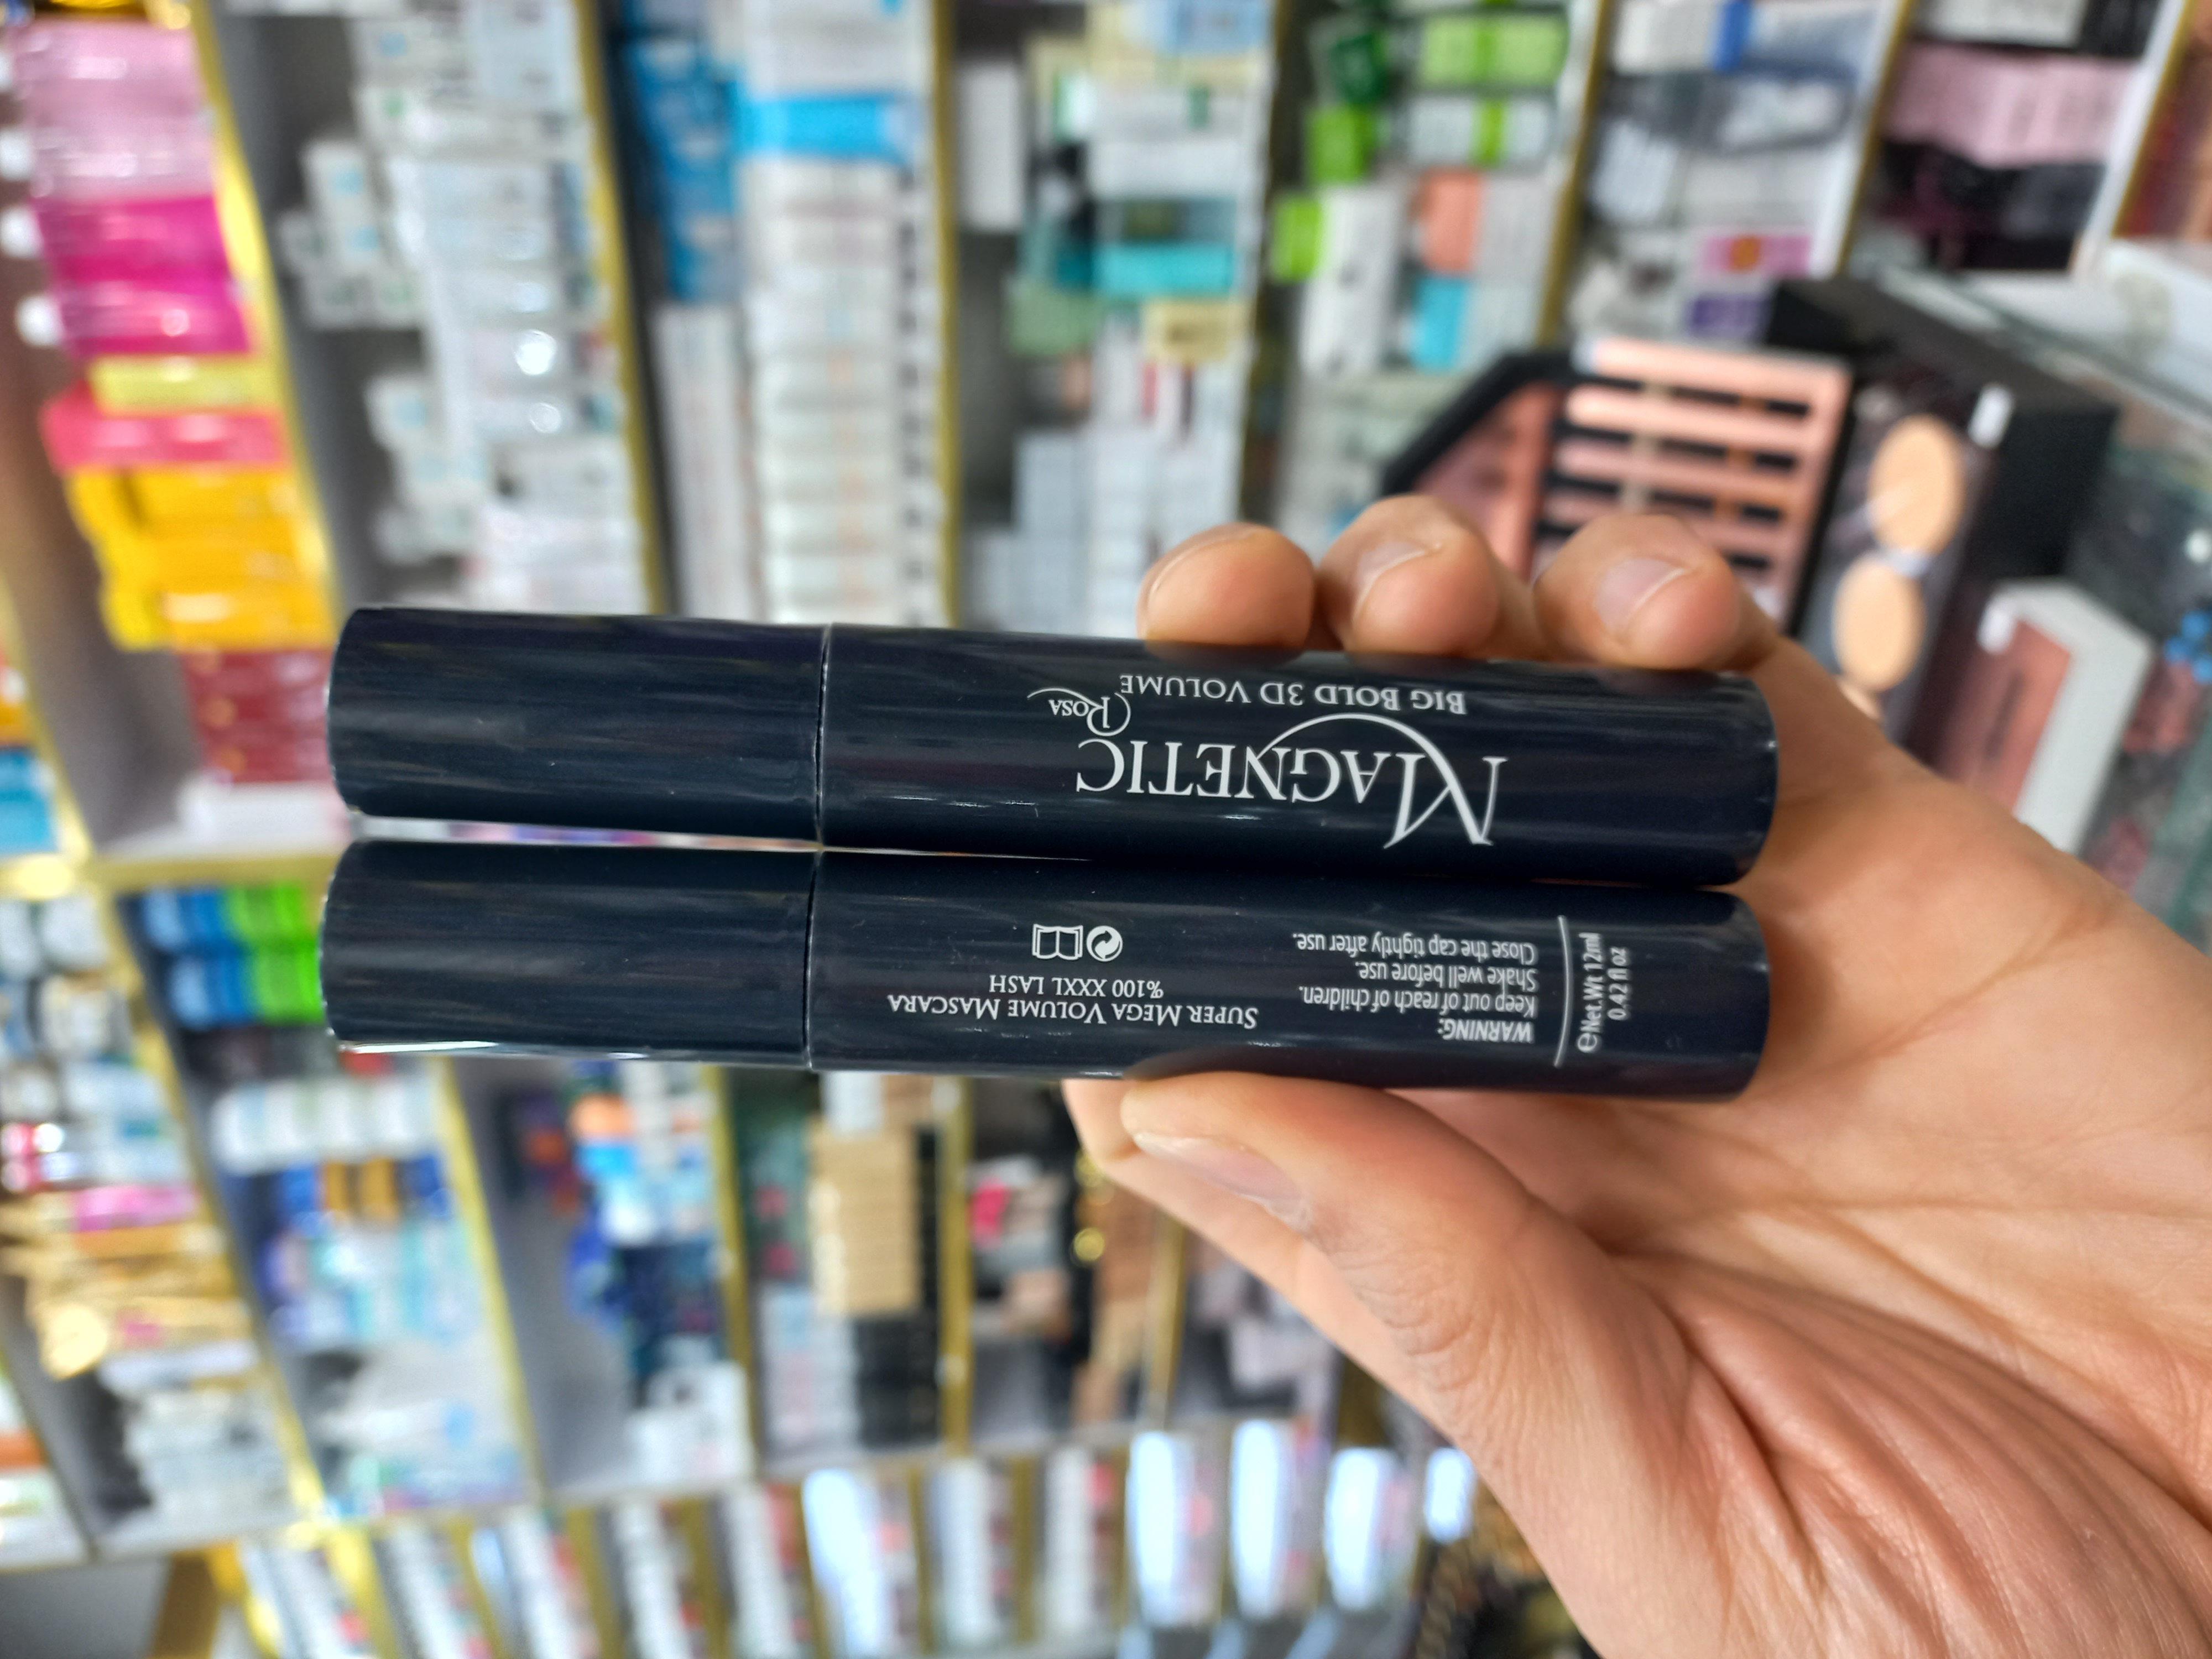 MAGNETIC
ROSA
BIG BOLD 3D VOLUME
℮Net.Wt 12ml
0.42 fl oz
WARNING:
Keep out of reach of children.
Shake well before use.
Close the cap tightly after use.
SUPER MEGA VOLUME MASCARA
%100 XXXL LASH